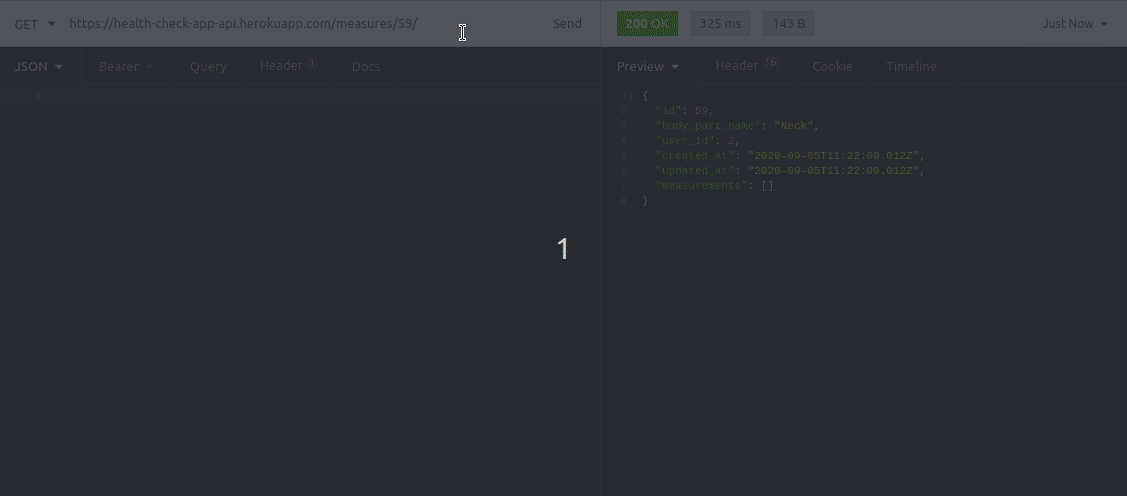 GET https://health-check-app-api.herokuapp.com/measures/59/ Send 200 OK 325 ms 143 B Just Now
JSON Bearer Query Header 1 Docs Preview Header 16 Cookie Timeline
1
1 {
2 "id": 59,
3 "body_part_name": "Neck",
4 "user_id": 2,
5 "created_at": "2020-09-05T11:22:09.012Z",
6 "updated_at": "2020-09-05T11:22:09.012Z",
7 "measurements": []
8 }
1